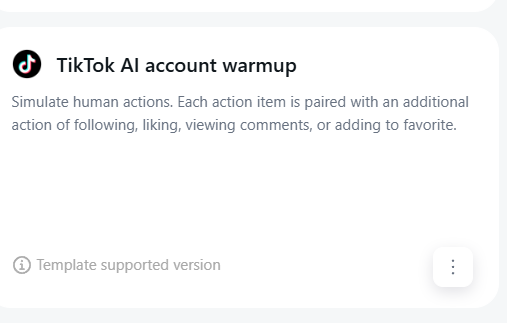 TikTok AI account warmup
Simulate human actions. Each action item is paired with an additional
action of following, liking, viewing comments, or adding to favorite.
Template supported version